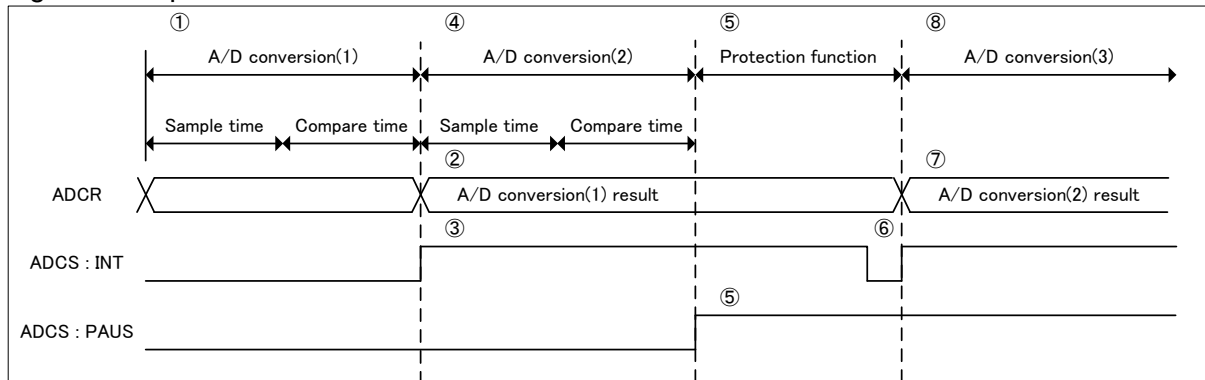 ① ④ ⑤ ⑧
A/D conversion(1) A/D conversion(2) Protection function A/D conversion(3)
Sample time Compare time Sample time Compare time
② ⑦
ADCR A/D conversion(1) result A/D conversion(2) result
③ ⑥
ADCS : INT
⑤
ADCS : PAUS